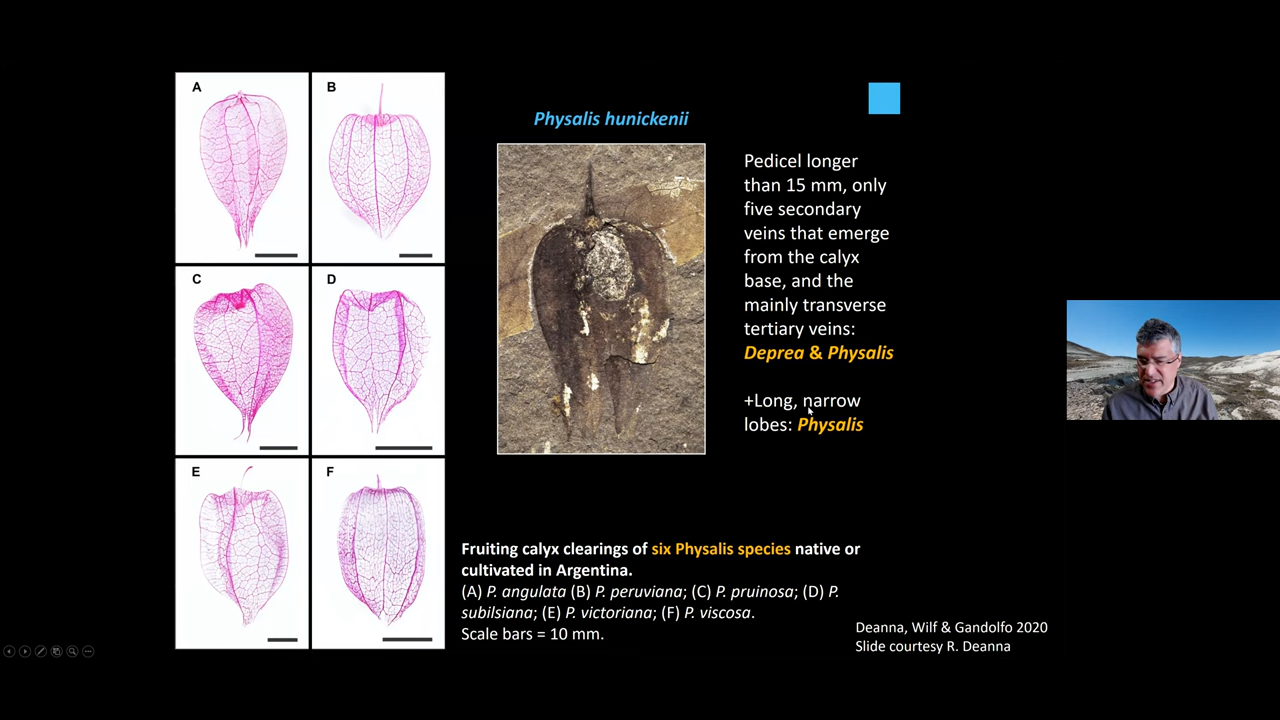 A
B
C
D
E
F
Physalis hunickenii
Pedicel longer
than 15 mm, only
five secondary
veins that emerge
from the calyx
base, and the
mainly transverse
tertiary veins:
Deprea & Physalis
+Long, narrow
lobes: Physalis
Fruiting calyx clearings of six Physalis species native or
cultivated in Argentina.
(A) P. angulata (B) P. peruviana; (C) P. pruinosa; (D) P.
subilsiana; (E) P. victoriana; (F) P. viscosa.
Scale bars = 10 mm.
Deanna, Wilf & Gandolfo 2020
Slide courtesy R. Deanna